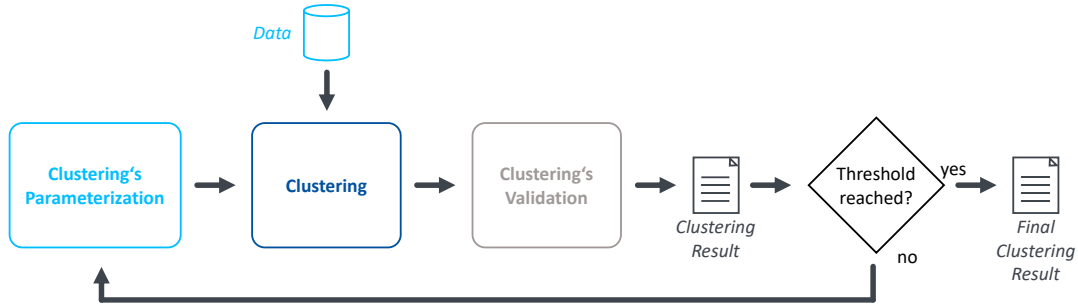 Data
Clustering‘s
Parameterization
Clustering
Clustering‘s
Validation
Clustering
Result
Threshold
reached?
yes
no
Final
Clustering
Result